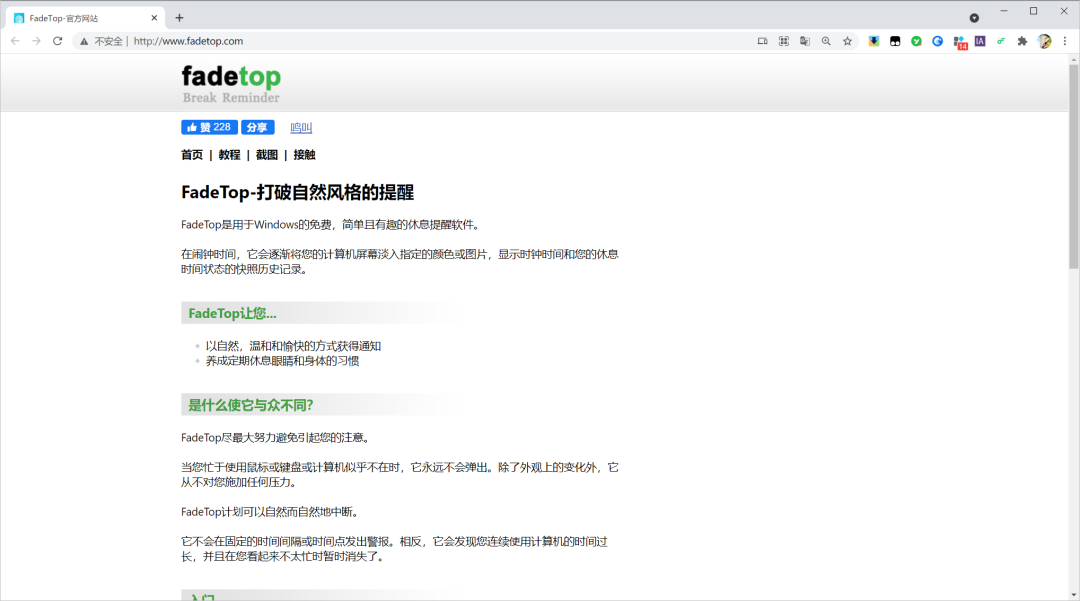 FadeTop-官方网站
不安全 | http://www.fadetop.com
14
IA
fadetop
Break Reminder
赞 228 分享 鸣叫
首页 | 教程 | 截图 | 接触
FadeTop-打破自然风格的提醒
FadeTop是用于Windows的免费，简单且有趣的休息提醒软件。
在闹钟时间，它会逐渐将您的计算机屏幕淡入指定的颜色或图片，显示时钟时间和您的休息
时间状态的快照历史记录。
FadeTop让您...
以自然，温和和愉快的方式获得通知
养成定期休息眼睛和身体的习惯
是什么使它与众不同？
FadeTop尽最大努力避免引起您的注意。
当您忙于使用鼠标或键盘或计算机似乎不在时，它永远不会弹出。除了外观上的变化外，它
从不对您施加任何压力。
FadeTop计划可以自然而自然地中断。
它不会在固定的时间间隔或时间点发出警报。相反，它会发现您连续使用计算机的时间过
长，并且在您看起来不太忙时暂时消失了。
入门